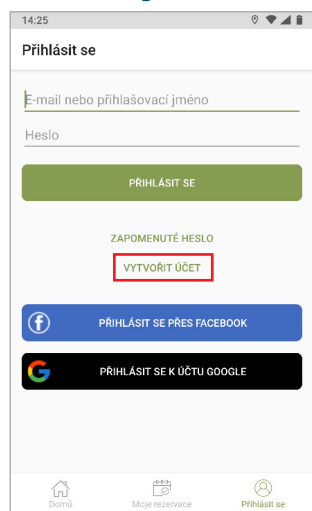 14:25
Přihlásit se
E-mail nebo přihlašovací jméno
Heslo
PŘIHLÁSIT SE
ZAPOMENUTÉ HESLO
VYTVOŘIT ÚČET
PŘIHLÁSIT SE PŘES FACEBOOK
PŘIHLÁSIT SE K ÚČTU GOOGLE
Domů
Moje rezervace
Přihlásit se